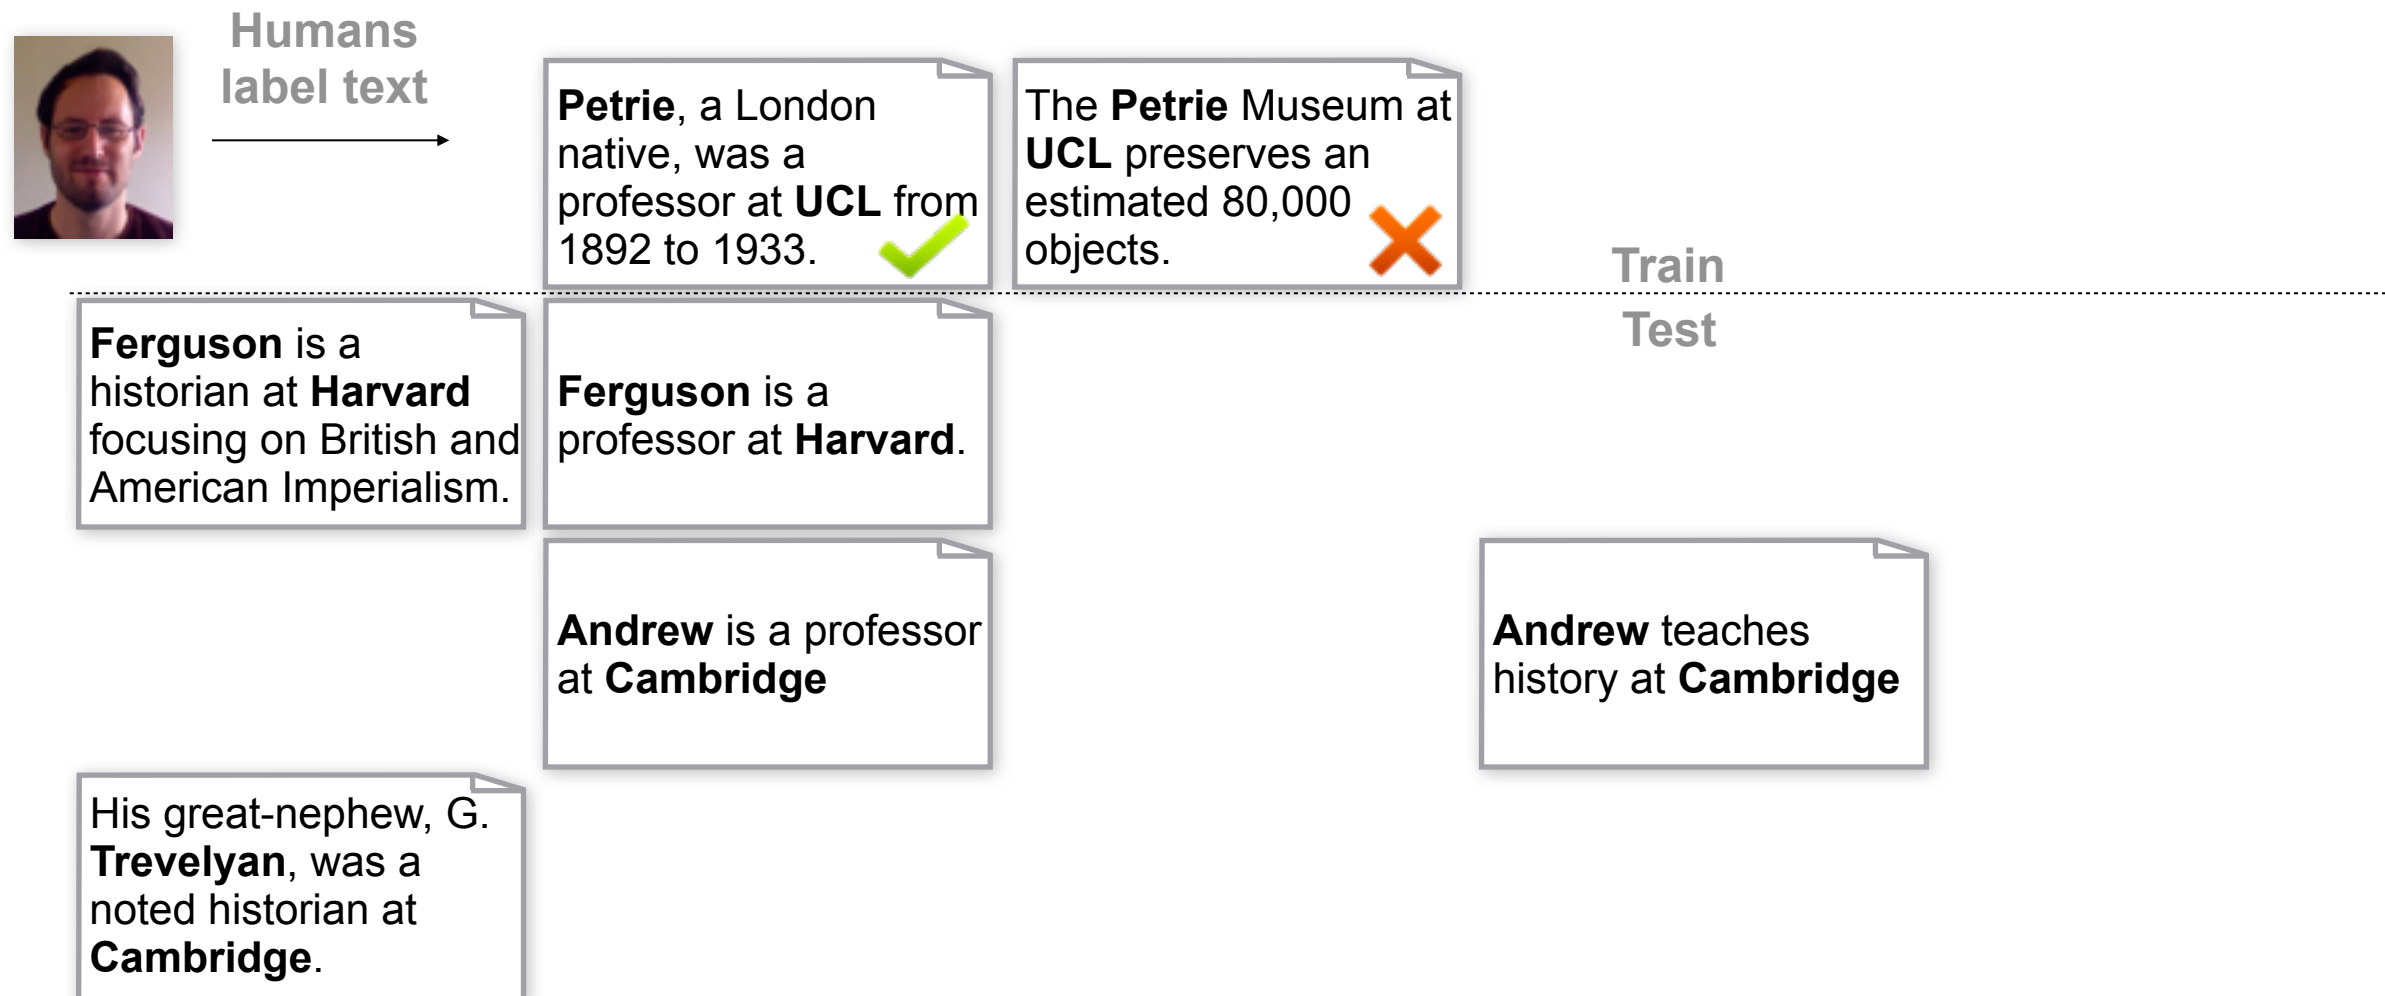 Humans
label text
Petrie, a London
native, was a
professor at UCL from
1892 to 1933.
The Petrie Museum at
UCL preserves an
estimated 80,000
objects.
Train
Test
Ferguson is a
historian at Harvard
focusing on British and
American Imperialism.
Ferguson is a
professor at Harvard.
Andrew is a professor
at Cambridge
Andrew teaches
history at Cambridge
His great-nephew, G.
Trevelyan, was a
noted historian at
Cambridge.